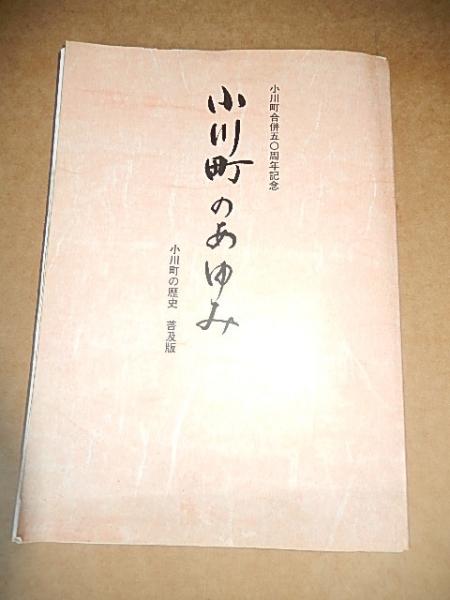 小川町合併五〇周年記念
小川町のあゆみ
小川町の歴史　普及版